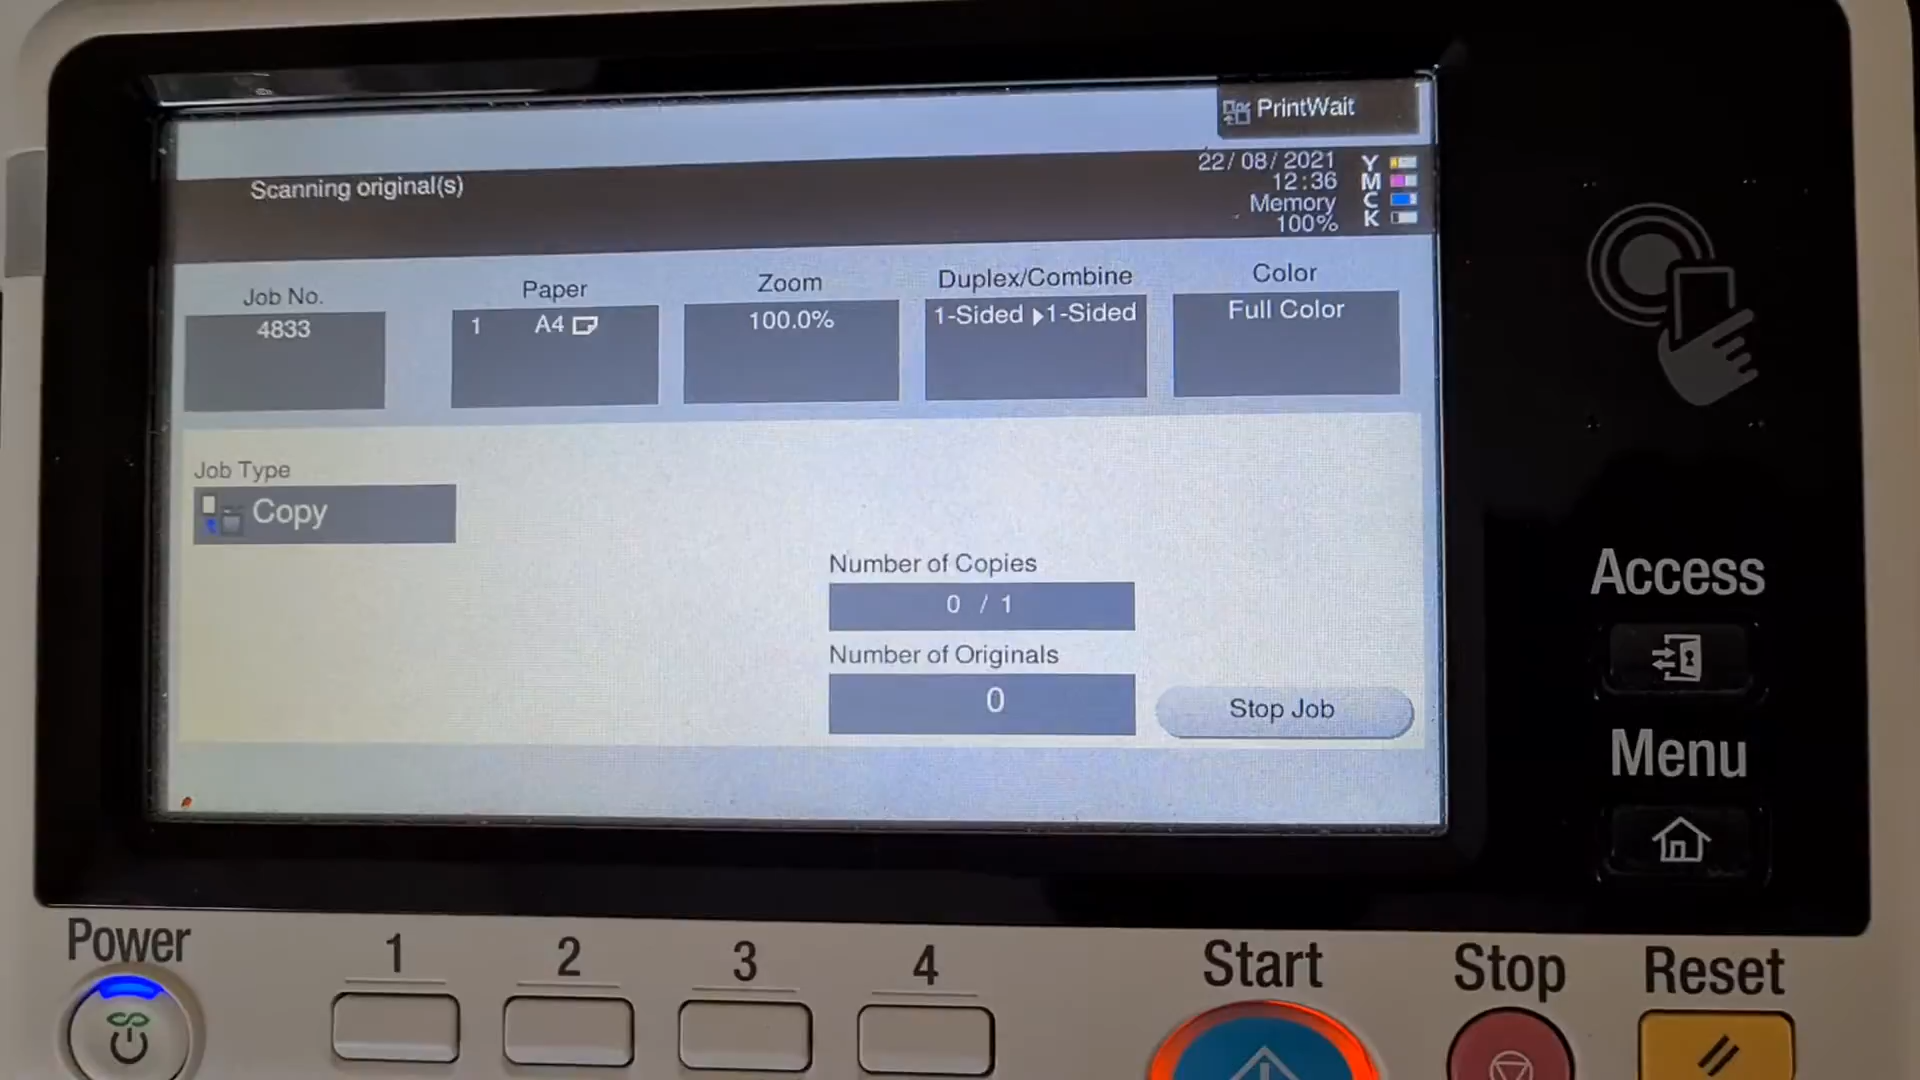 PrintWait
Scanning original(s)
22/08/2021
12:36
Memory
100%
Y
M
C
K
Job No.
4833
Paper
1 A4
Zoom
100.0%
Duplex/Combine
1-Sided ▶1-Sided
Color
Full Color
Job Type
Copy
Number of Copies
0 / 1
Number of Originals
0
Stop Job
Access
Menu
Power
1
2
3
4
Start
Stop
Reset